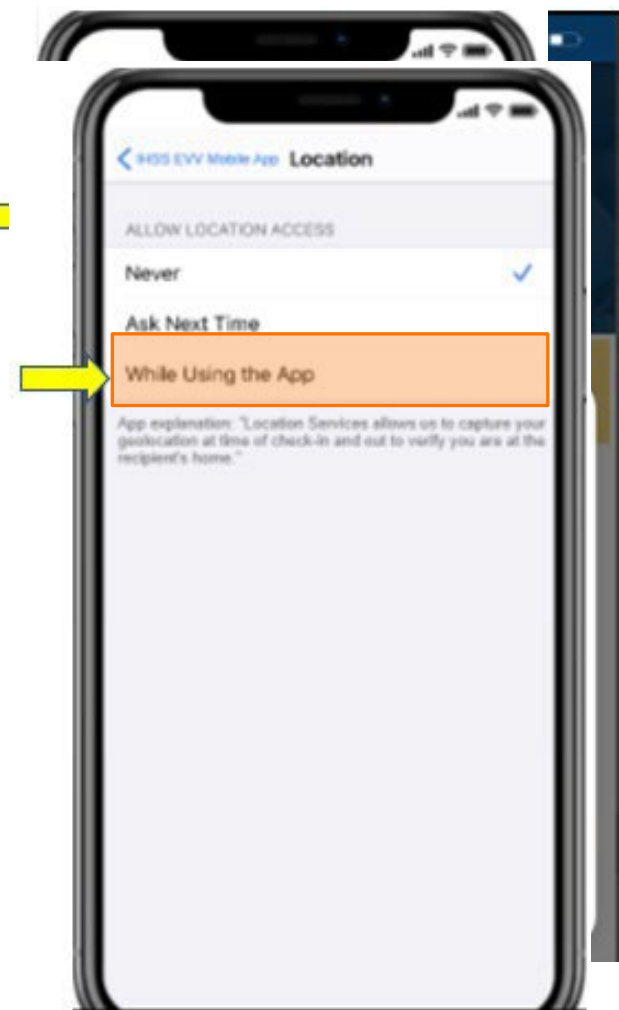 IHSS EVV Mobile App Location
ALLOW LOCATION ACCESS
Never
Ask Next Time
While Using the App
App explanation: "Location Services allows us to capture your
geolocation at time of check-in and out to verify you are at the
recipient's home."